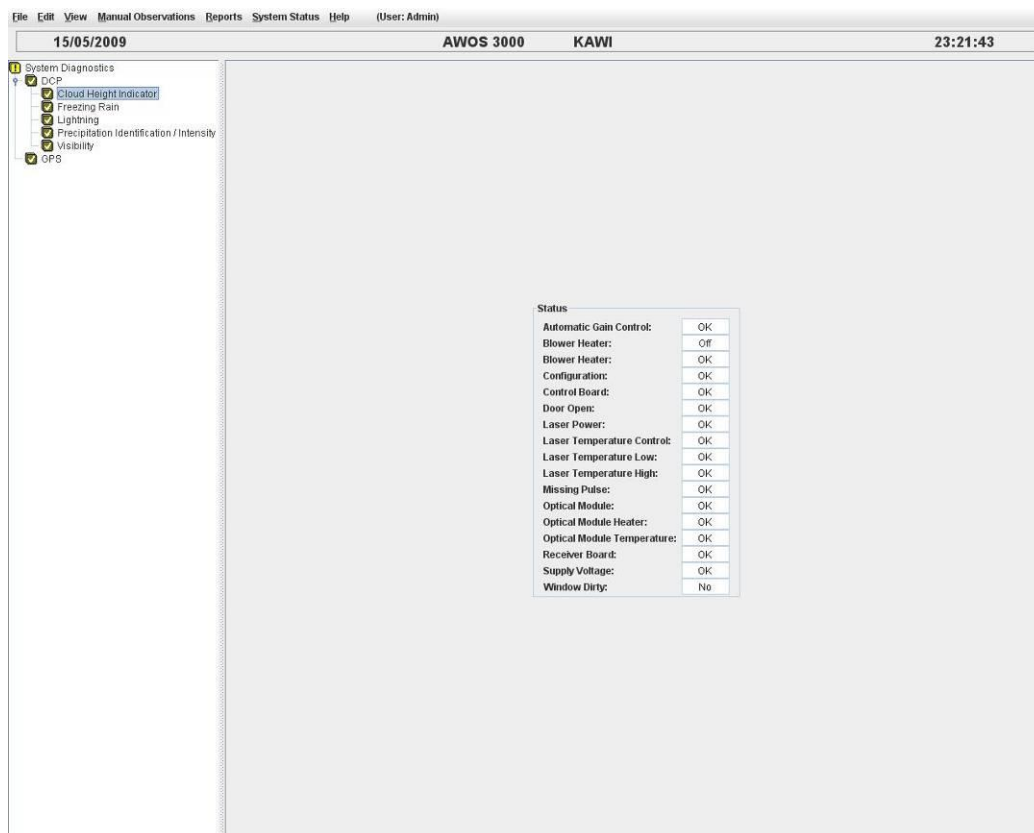 File Edit View Manual Observations Reports System Status Help (User: Admin)
15/05/2009 AWOS 3000 KAWI 23:21:43
System Diagnostics
DCP
Cloud Height Indicator
Freezing Rain
Lightning
Precipitation Identification / Intensity
Visibility
GPS
Status
Automatic Gain Control: OK
Blower Heater: Off
Blower Heater: OK
Configuration: OK
Control Board: OK
Door Open: OK
Laser Power: OK
Laser Temperature Control: OK
Laser Temperature Low: OK
Laser Temperature High: OK
Missing Pulse: OK
Optical Module: OK
Optical Module Heater: OK
Optical Module Temperature: OK
Receiver Board: OK
Supply Voltage: OK
Window Dirty: No